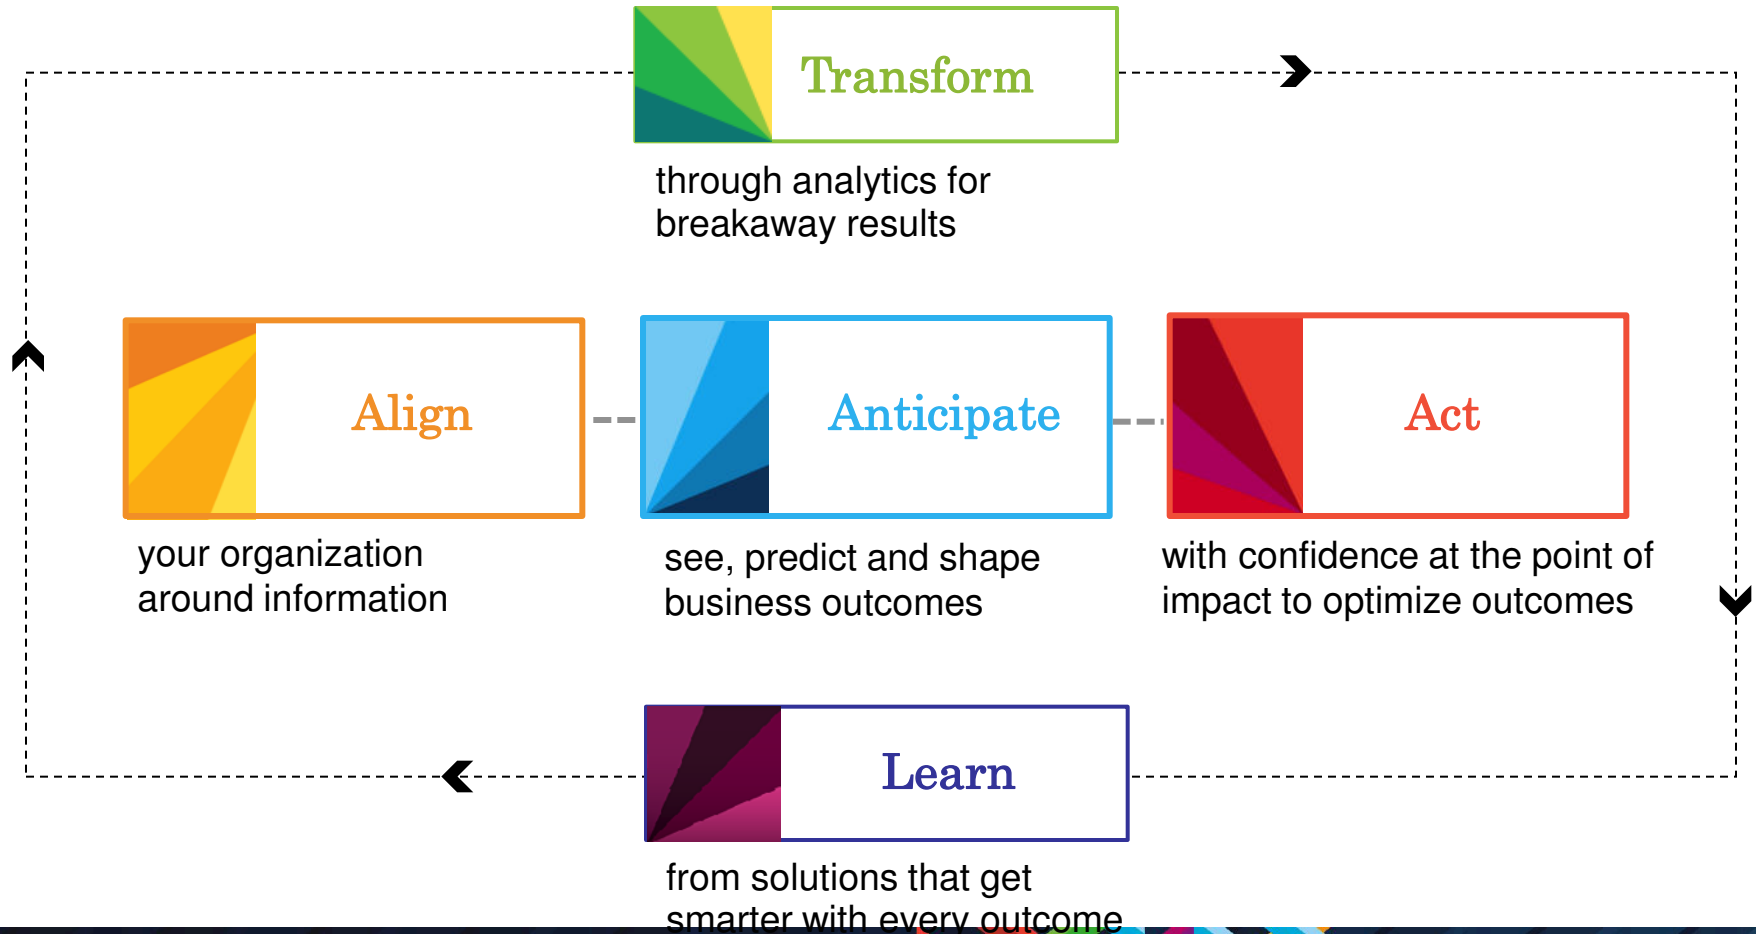 Transform
through analytics for
breakaway results
Align
your organization
around information
Anticipate
see, predict and shape
business outcomes
Act
with confidence at the point of
impact to optimize outcomes
Learn
from solutions that get
smarter with every outcome